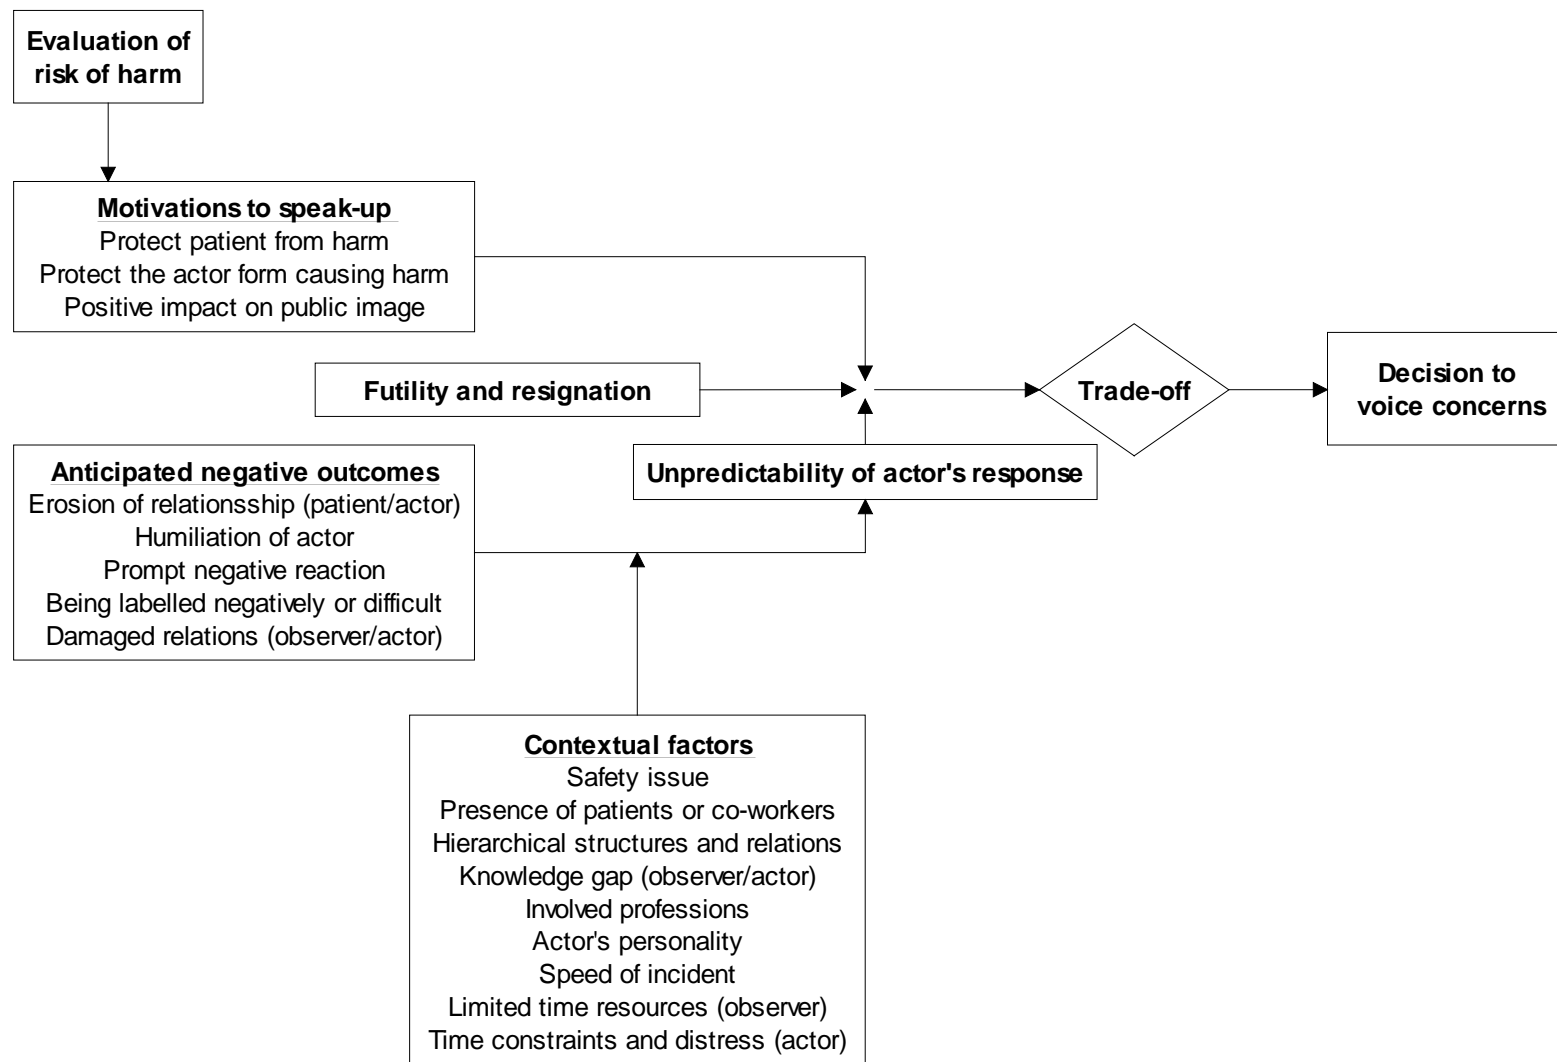 Evaluation of
risk of harm
Motivations to speak-up
Protect patient from harm
Protect the actor form causing harm
Positive impact on public image
Futility and resignation
Trade-off
Decision to
voice concerns
Anticipated negative outcomes
Erosion of relationsship (patient/actor)
Humiliation of actor
Prompt negative reaction
Being labelled negatively or difficult
Damaged relations (observer/actor)
Unpredictability of actor's response
Contextual factors
Safety issue
Presence of patients or co-workers
Hierarchical structures and relations
Knowledge gap (observer/actor)
Involved professions
Actor's personality
Speed of incident
Limited time resources (observer)
Time constraints and distress (actor)